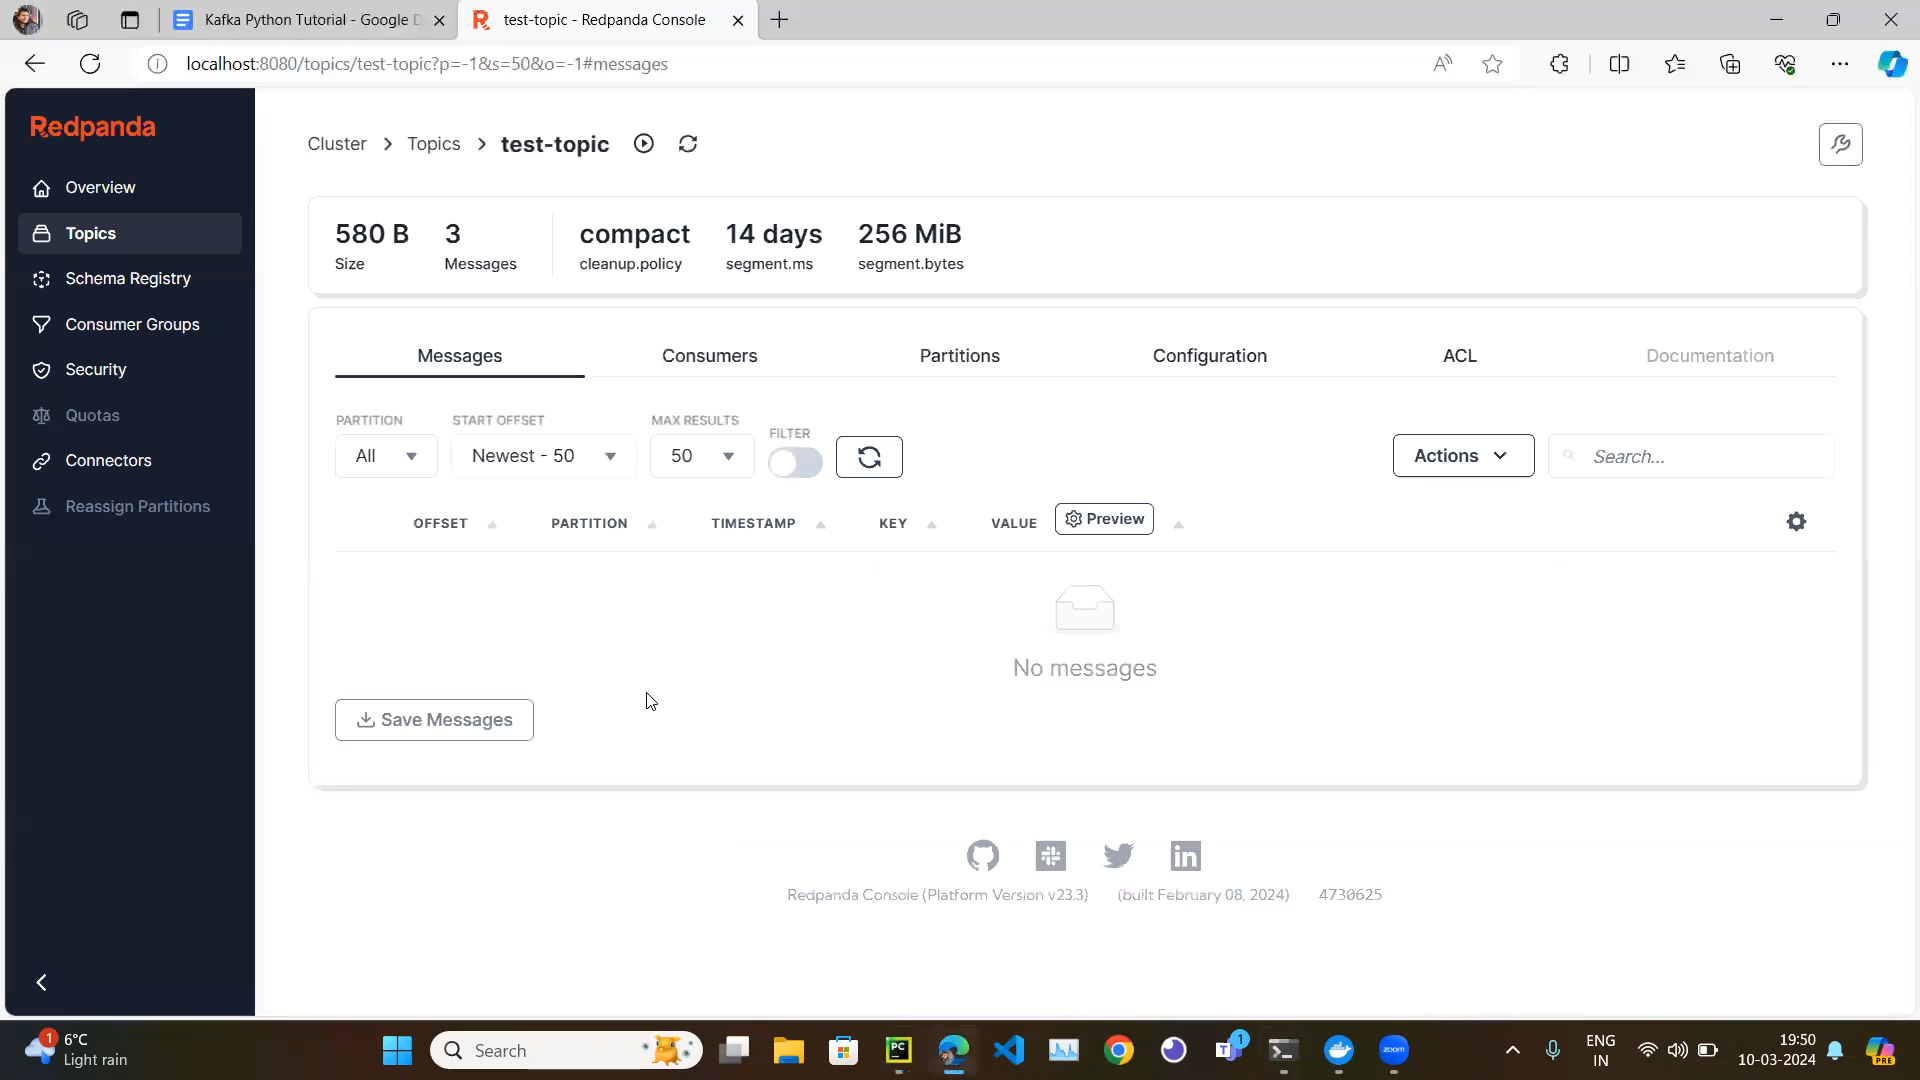 Kafka Python Tutorial - Google D
test-topic - Redpanda Console
localhost:8080/topics/test-topic?p=-1&s=50&o=-1#messages
Redpanda
Overview
Topics
Schema Registry
Consumer Groups
Security
Quotas
Connectors
Reassign Partitions
Cluster > Topics > test-topic
580 B 3 compact 14 days 256 MiB
Size Messages cleanup.policy segment.ms segment.bytes
Messages Consumers Partitions Configuration ACL Documentation
PARTITION START OFFSET MAX RESULTS FILTER
All Newest - 50 50 Actions Search...
OFFSET PARTITION TIMESTAMP KEY VALUE Preview
No messages
Save Messages
Redpanda Console (Platform Version v23.3) (built February 08, 2024) 4730625
1 6°C
Light rain
Search
PC
1
T
zoom
ENG
IN
19:50
10-03-2024
PRE